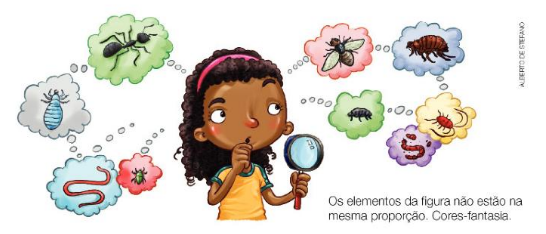 ALBERTO DE STEFANO
Os elementos da figura não estão na
mesma proporção. Cores-fantasia.